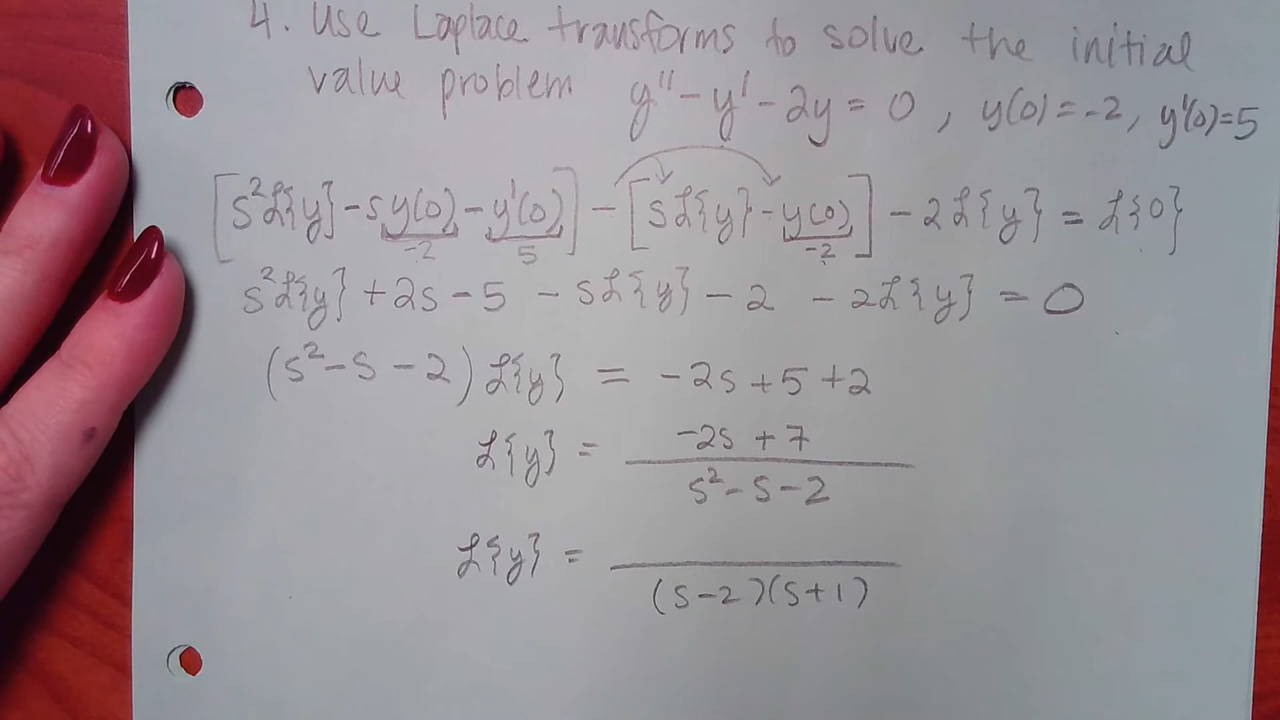 4. Use Laplace transforms to solve the initial
value problem y'' - y' - 2y = 0 , y(0) = -2, y'(0) = 5
[s²ℒ{y} - sy(0) - y'(0)] - [sℒ{y} - y(0)] - 2ℒ{y} = ℒ{0}
-2 5 -2
s²ℒ{y} + 2s - 5 - sℒ{y} - 2 - 2ℒ{y} = 0
(s² - s - 2) ℒ{y} = -2s + 5 + 2
-2s + 7
ℒ{y} =
s² - s - 2
ℒ{y} =
(s - 2)(s + 1)